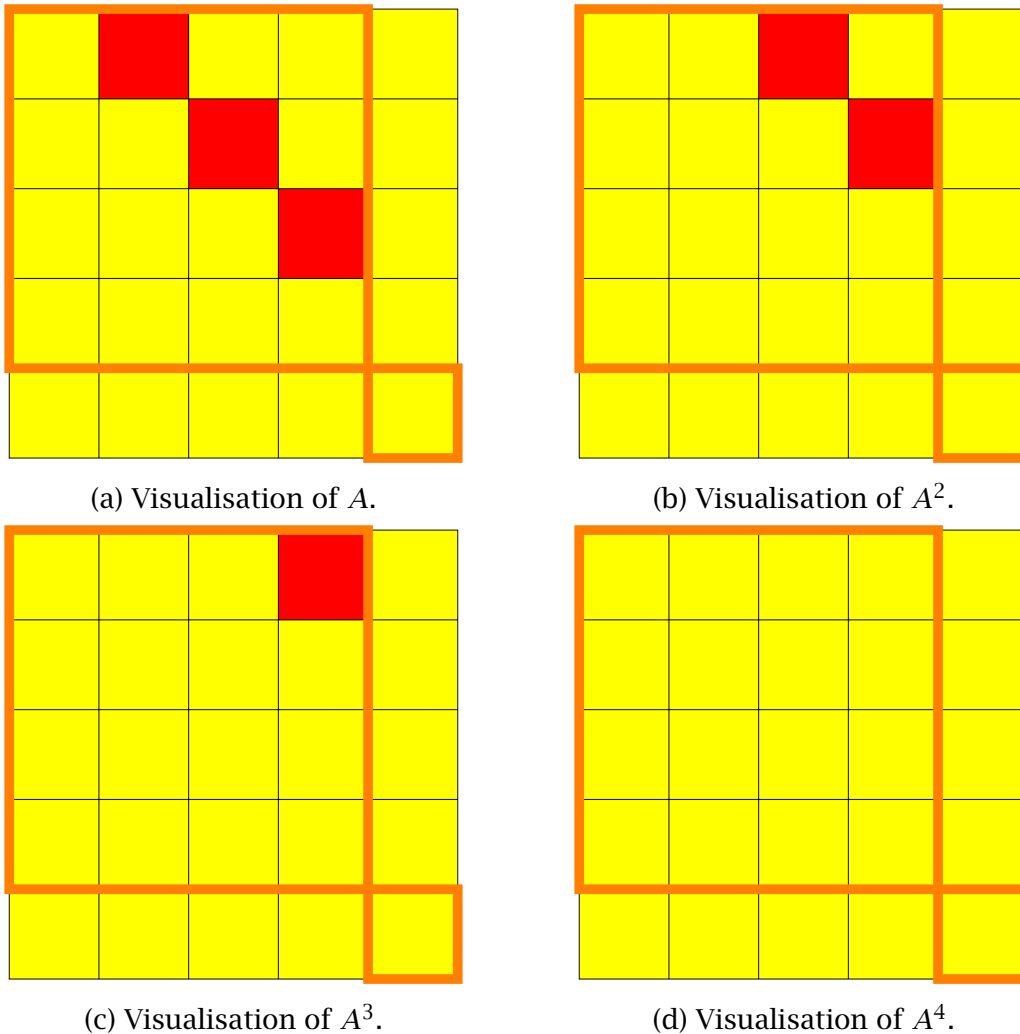 (a) Visualisation of A.
(b) Visualisation of A².
(c) Visualisation of A³.
(d) Visualisation of A⁴.